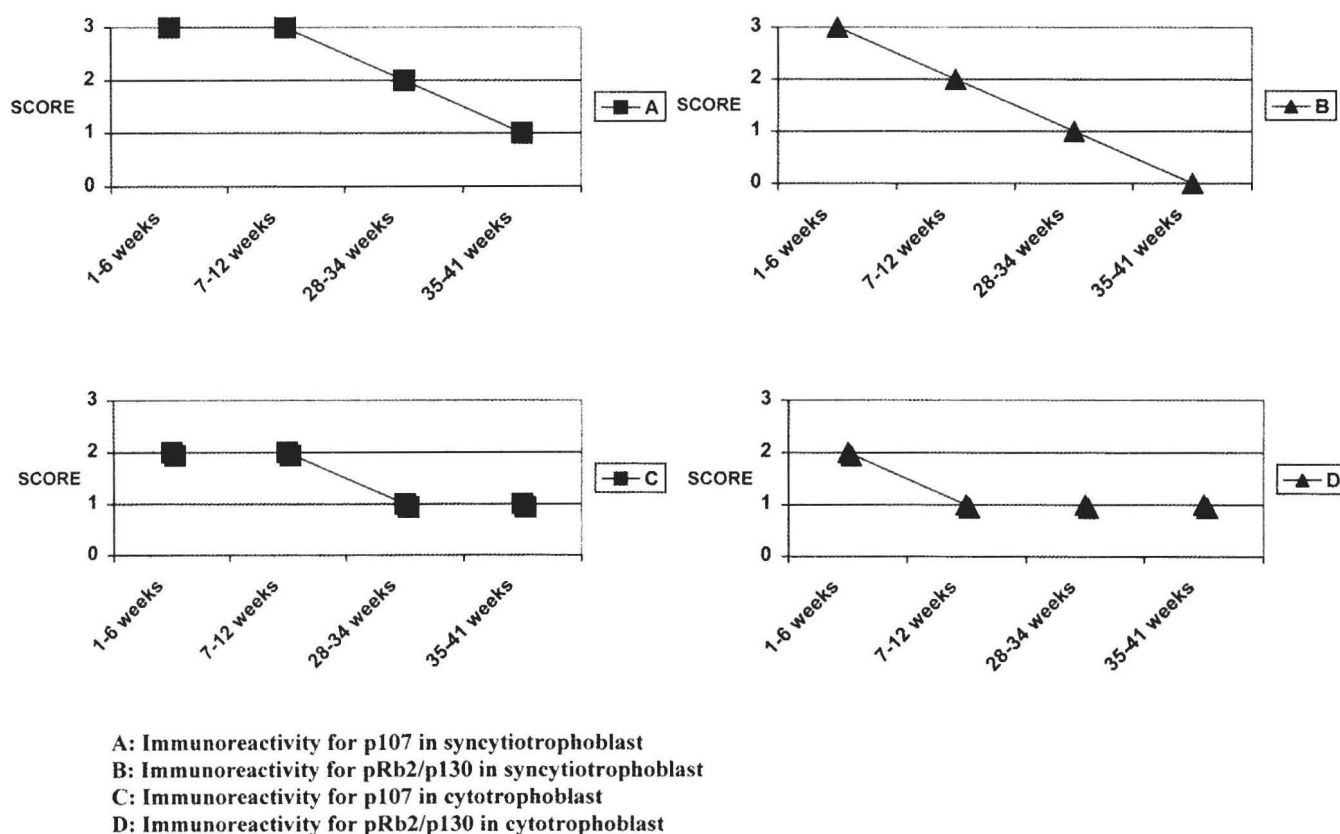 3
2
SCORE
1
0
A
1-6 weeks
7-12 weeks
28-34 weeks
35-41 weeks
3
2
SCORE
1
0
B
1-6 weeks
7-12 weeks
28-34 weeks
35-41 weeks
3
2
SCORE
1
0
C
1-6 weeks
7-12 weeks
28-34 weeks
35-41 weeks
3
2
SCORE
1
0
D
1-6 weeks
7-12 weeks
28-34 weeks
35-41 weeks
A: Immunoreactivity for p107 in syncytiotrophoblast
B: Immunoreactivity for pRb2/p130 in syncytiotrophoblast
C: Immunoreactivity for p107 in cytotrophoblast
D: Immunoreactivity for pRb2/p130 in cytotrophoblast